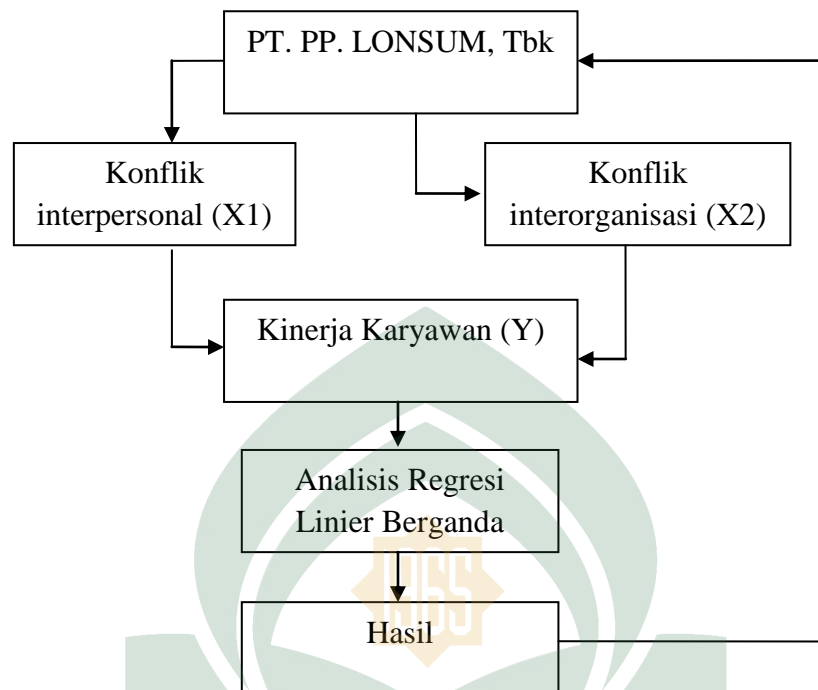 PT. PP. LONSUM, Tbk
Konflik
interpersonal (X1)
Konflik
interorganisasi (X2)
Kinerja Karyawan (Y)
Analisis Regresi
Linier Berganda
Hasil